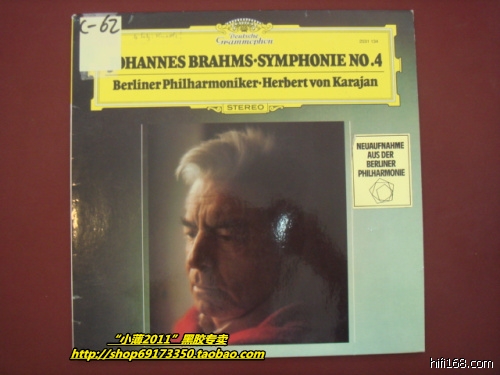 C-62
Deutsche
Grammophon
JOHANNES BRAHMS·SYMPHONIE NO.4
Berliner Philharmoniker·Herbert von Karajan
STEREO
NEUAUFNAHME
AUS DER
BERLINER
PHILHARMONIE
“小蒲2011”黑胶专卖
http://shop69173350.taobao.com
hifi168.com